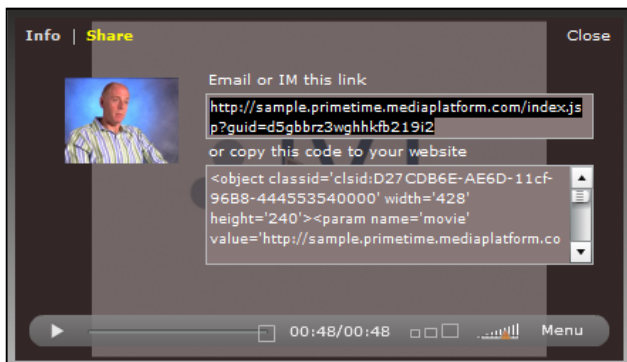 Info | Share
Close
Email or IM this link
http://sample.primetime.mediaplatform.com/index.js
p?guid=d5gbbrz3wghhkfb219i2
or copy this code to your website
<object classid='clsid:D27CDB6E-AE6D-11cf-
96B8-444553540000' width='428'
height='240'><param name='movie'
value='http://sample.primetime.mediaplatform.co
00:48/00:48
Menu